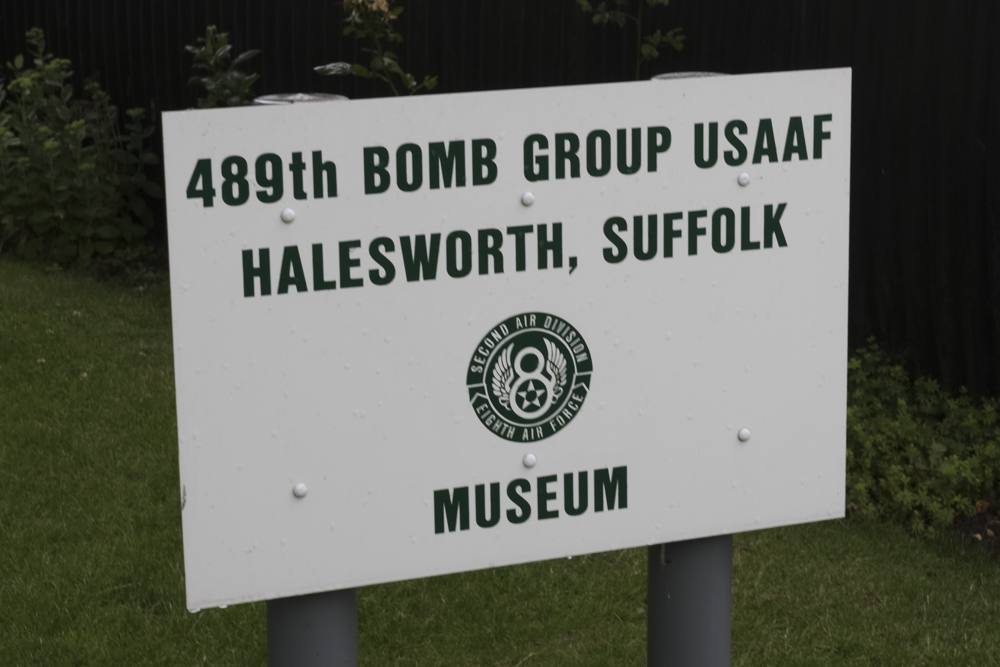 489th BOMB GROUP USAAF
HALESWORTH, SUFFOLK
SECOND AIR DIVISION
8
EIGHTH AIR FORCE
MUSEUM